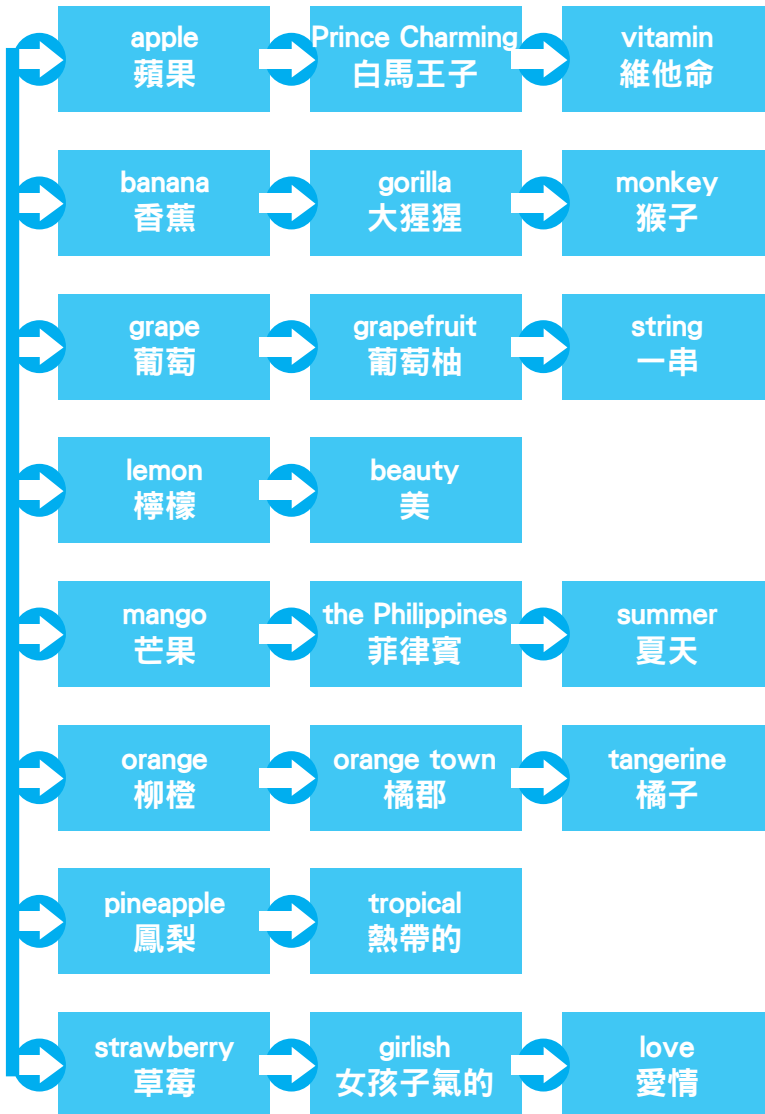 apple
蘋果
Prince Charming
白馬王子
vitamin
維他命
banana
香蕉
gorilla
大猩猩
monkey
猴子
grape
葡萄
grapefruit
葡萄柚
string
一串
lemon
檸檬
beauty
美
mango
芒果
the Philippines
菲律賓
summer
夏天
orange
柳橙
orange town
橘郡
tangerine
橘子
pineapple
鳳梨
tropical
熱帶的
strawberry
草莓
girlish
女孩子氣的
love
愛情